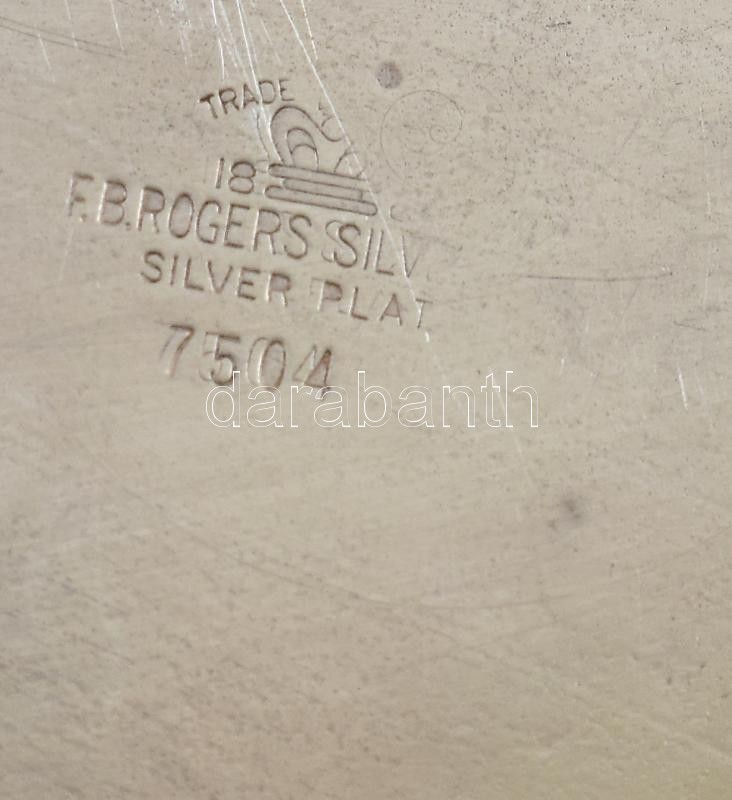 TRADE
18
F.B.ROGERS SILV
SILVER PLAT
7504
darabanth